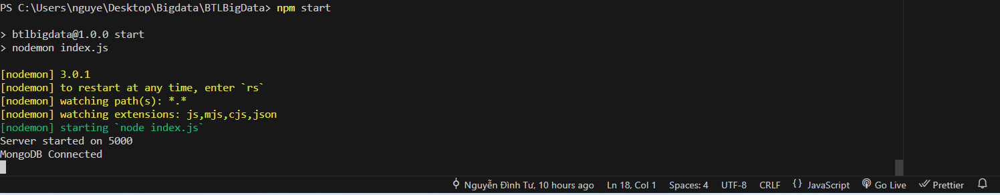 PS C:\Users\nguye\Desktop\Bigdata\BTLBigData> npm start
> btlbigdata@1.0.0 start
> nodemon index.js
[nodemon] 3.0.1
[nodemon] to restart at any time, enter `rs`
[nodemon] watching path(s): *.*
[nodemon] watching extensions: js,mjs,cjs,json
[nodemon] starting `node index.js`
Server started on 5000
MongoDB Connected
Nguyễn Đình Tư, 10 hours ago Ln 18, Col 1 Spaces: 4 UTF-8 CRLF {} JavaScript Go Live Prettier